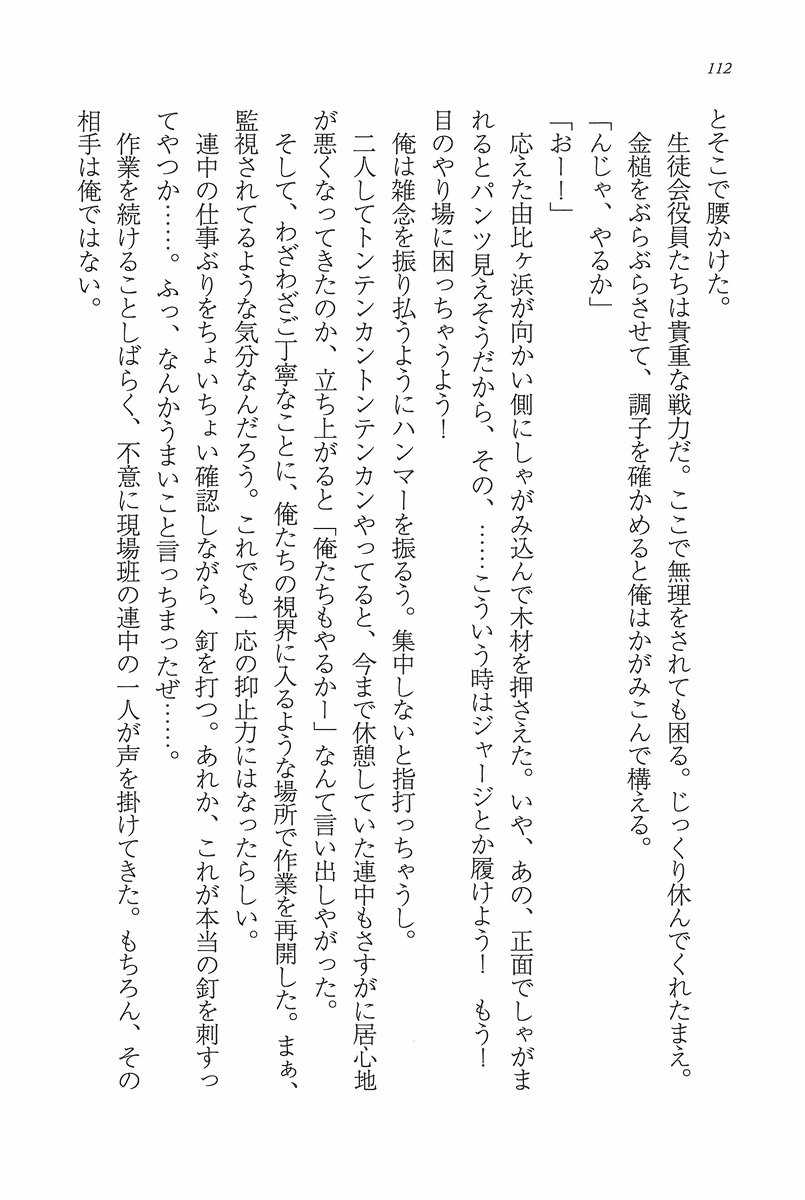 112
とそこで腰かけた。
生徒会役員たちは貴重な戦力だ。ここで無理をされても困る。じっくり休んでくれたまえ。
金槌をぶらぶらさせて、調子を確かめると俺はかがみこんで構える。
「んじゃ、やるか」
「おー！」
応えた由比ヶ浜が向かい側にしゃがみ込んで木材を押さえた。いや、あの、正面でしゃがま
れるとパンツ見えそうだから、その、……こういう時はジャージとか履けよう！　もう！
目のやり場に困っちゃうよう！
俺は雑念を振り払うようにハンマーを振るう。集中しないと指打っちゃうし。
二人してトンテンカントンテンカンやってると、今まで休憩していた連中もさすがに居心地
が悪くなってきたのか、立ち上がると「俺たちもやるかー」なんて言い出しやがった。
そして、わざわざご丁寧なことに、俺たちの視界に入るような場所で作業を再開した。まぁ、
監視されてるような気分なんだろう。これでも一応の抑止力にはなったらしい。
連中の仕事ぶりをちょいちょい確認しながら、釘を打つ。あれか、これが本当の釘を刺すっ
てやつか……。ふっ、なんかうまいこと言っちまったぜ……。
作業を続けることしばらく、不意に現場班の連中の一人が声を掛けてきた。もちろん、その
相手は俺ではない。